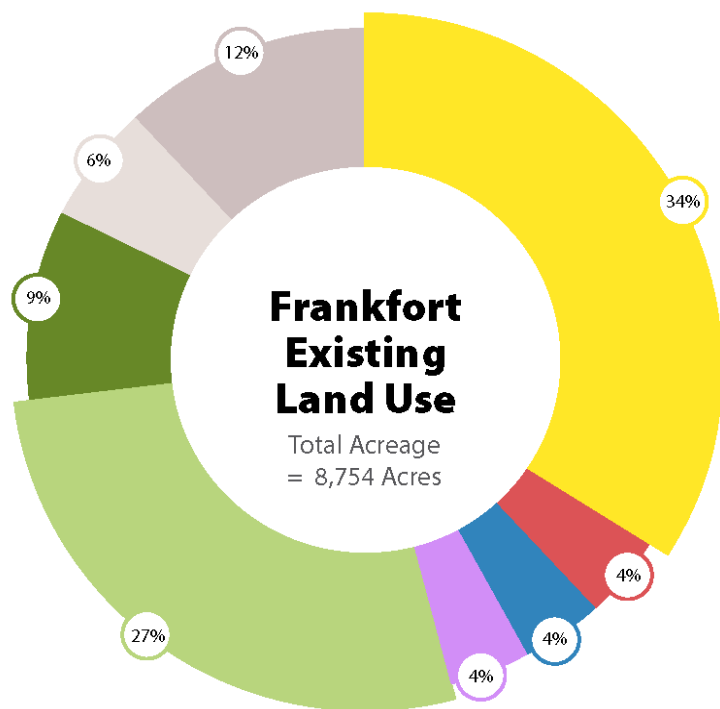 12%
34%
6%
9%
Frankfort
Existing
Land Use
Total Acreage
= 8,754 Acres
4%
4%
27%
4%